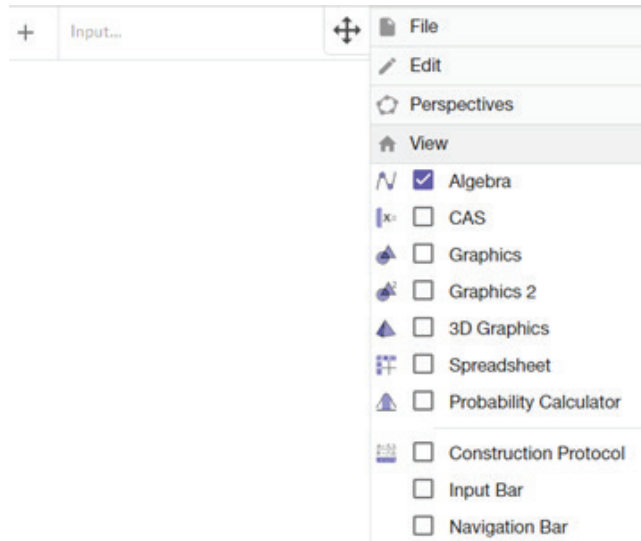 Input...
File
Edit
Perspectives
View
Algebra
CAS
Graphics
Graphics 2
3D Graphics
Spreadsheet
Probability Calculator
Construction Protocol
Input Bar
Navigation Bar